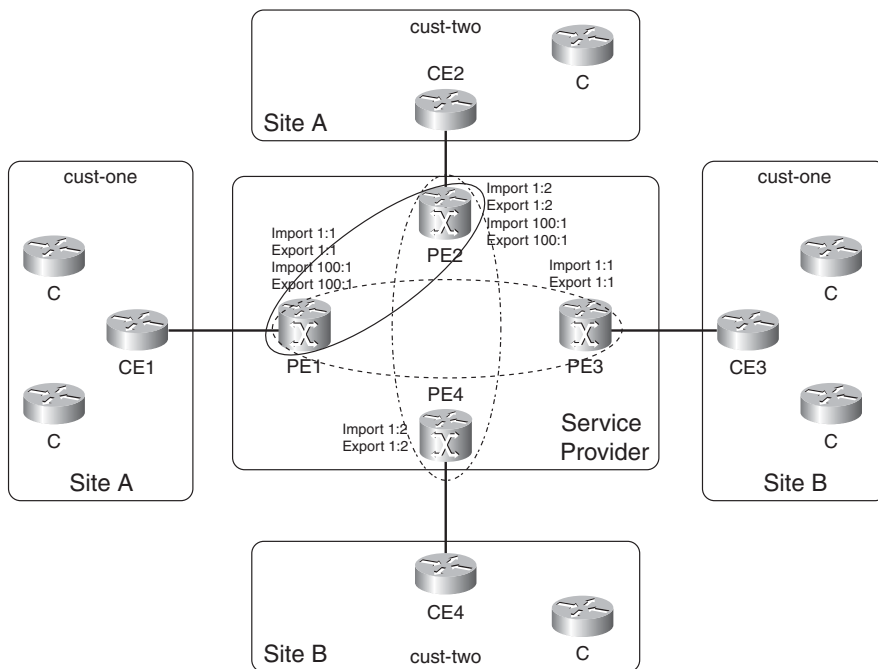 cust-two
CE2
C
Site A
cust-one
C
CE1
C
Site A
Import 1:2
Export 1:2
Import 100:1
Export 100:1
PE2
Import 1:1
Export 1:1
Import 100:1
Export 100:1
PE1
Import 1:1
Export 1:1
PE3
PE4
Import 1:2
Export 1:2
Service
Provider
cust-one
C
CE3
C
Site B
CE4
C
Site B
cust-two